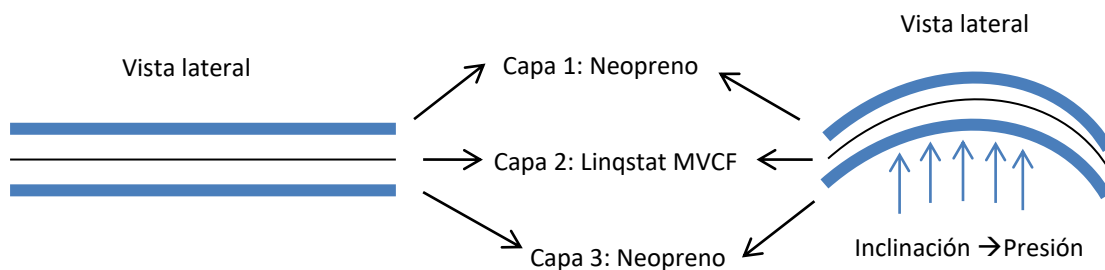 Vista lateral
Vista lateral
Capa 1: Neopreno
Capa 2: Linqstat MVCF
Capa 3: Neopreno
Inclinación → Presión